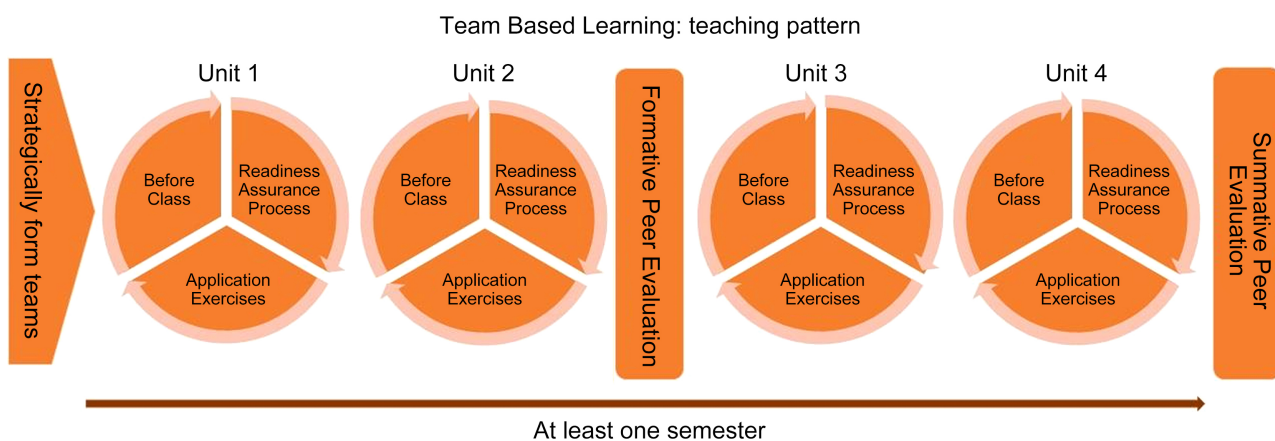 Team Based Learning: teaching pattern
Strategically form teams
Unit 1
Before
Class
Readiness
Assurance
Process
Application
Exercises
Unit 2
Before
Class
Readiness
Assurance
Process
Application
Exercises
Formative Peer Evaluation
Unit 3
Before
Class
Readiness
Assurance
Process
Application
Exercises
Unit 4
Before
Class
Readiness
Assurance
Process
Application
Exercises
Summative Peer
Evaluation
At least one semester